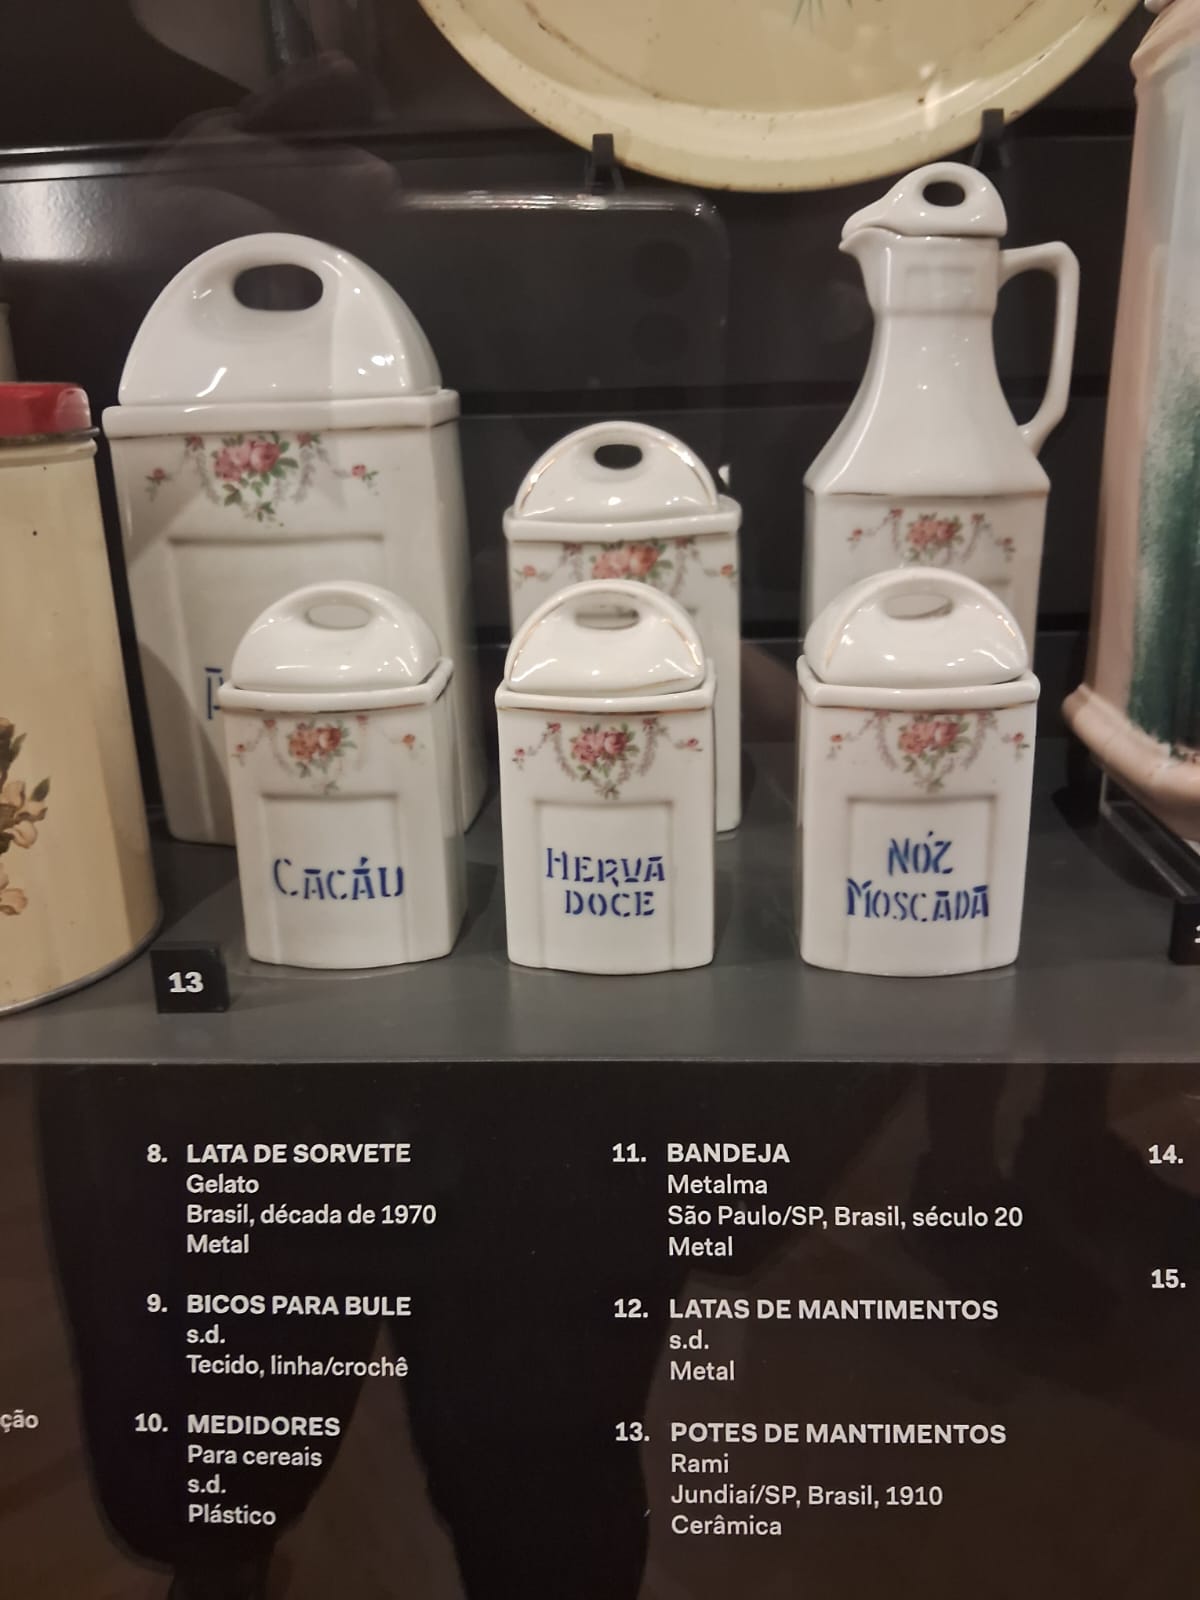 CACÁU
HERVA
DOCE
NÓZ
MOSCADA
13
8. LATA DE SORVETE
Gelato
Brasil, década de 1970
Metal
9. BICOS PARA BULE
s.d.
Tecido, linha/crochê
ção
10. MEDIDORES
Para cereais
s.d.
Plástico
11. BANDEJA
Metalma
São Paulo/SP, Brasil, século 20
Metal
12. LATAS DE MANTIMENTOS
s.d.
Metal
13. POTES DE MANTIMENTOS
Rami
Jundiaí/SP, Brasil, 1910
Cerâmica
14.
15.